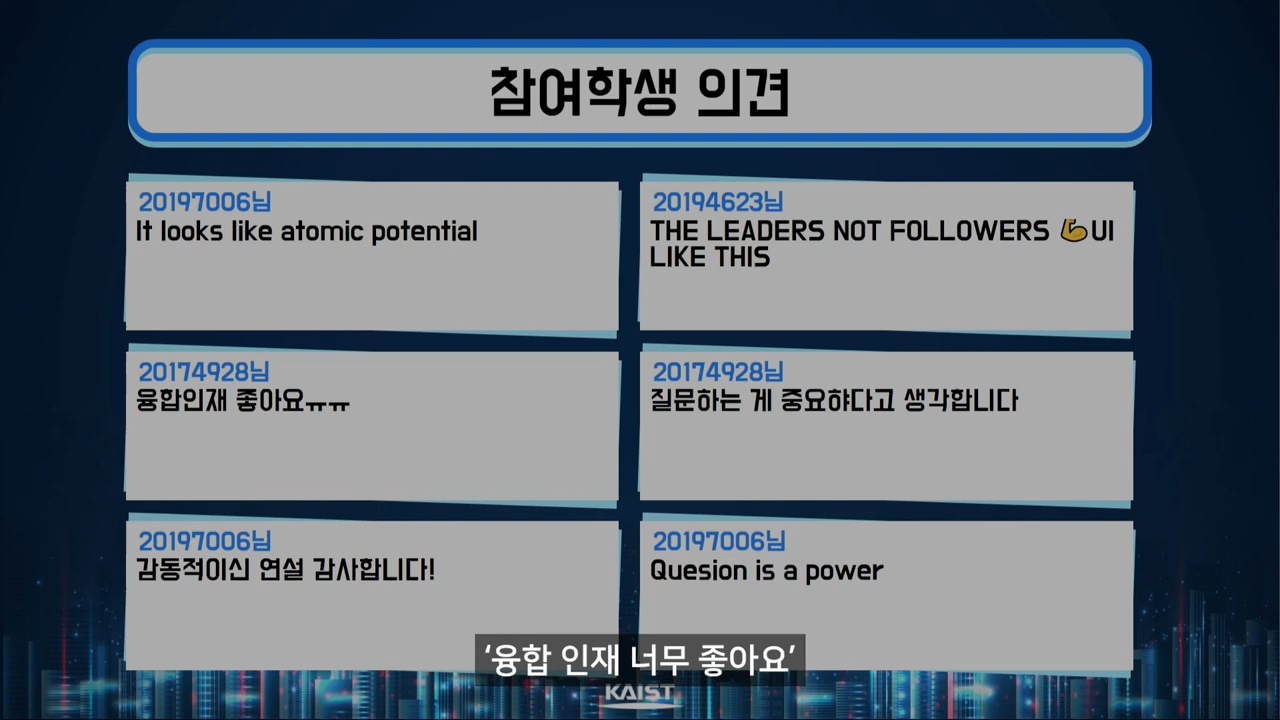 참여학생 의견
20197006님
It looks like atomic potential
20194623님
THE LEADERS NOT FOLLOWERS 💪UI
LIKE THIS
20174928님
융합인재 좋아요ㅠㅠ
20174928님
질문하는 게 중요햐다고 생각합니다
20197006님
감동적이신 연설 감사합니다!
20197006님
Quesion is a power
‘융합 인재 너무 좋아요’
KAIST